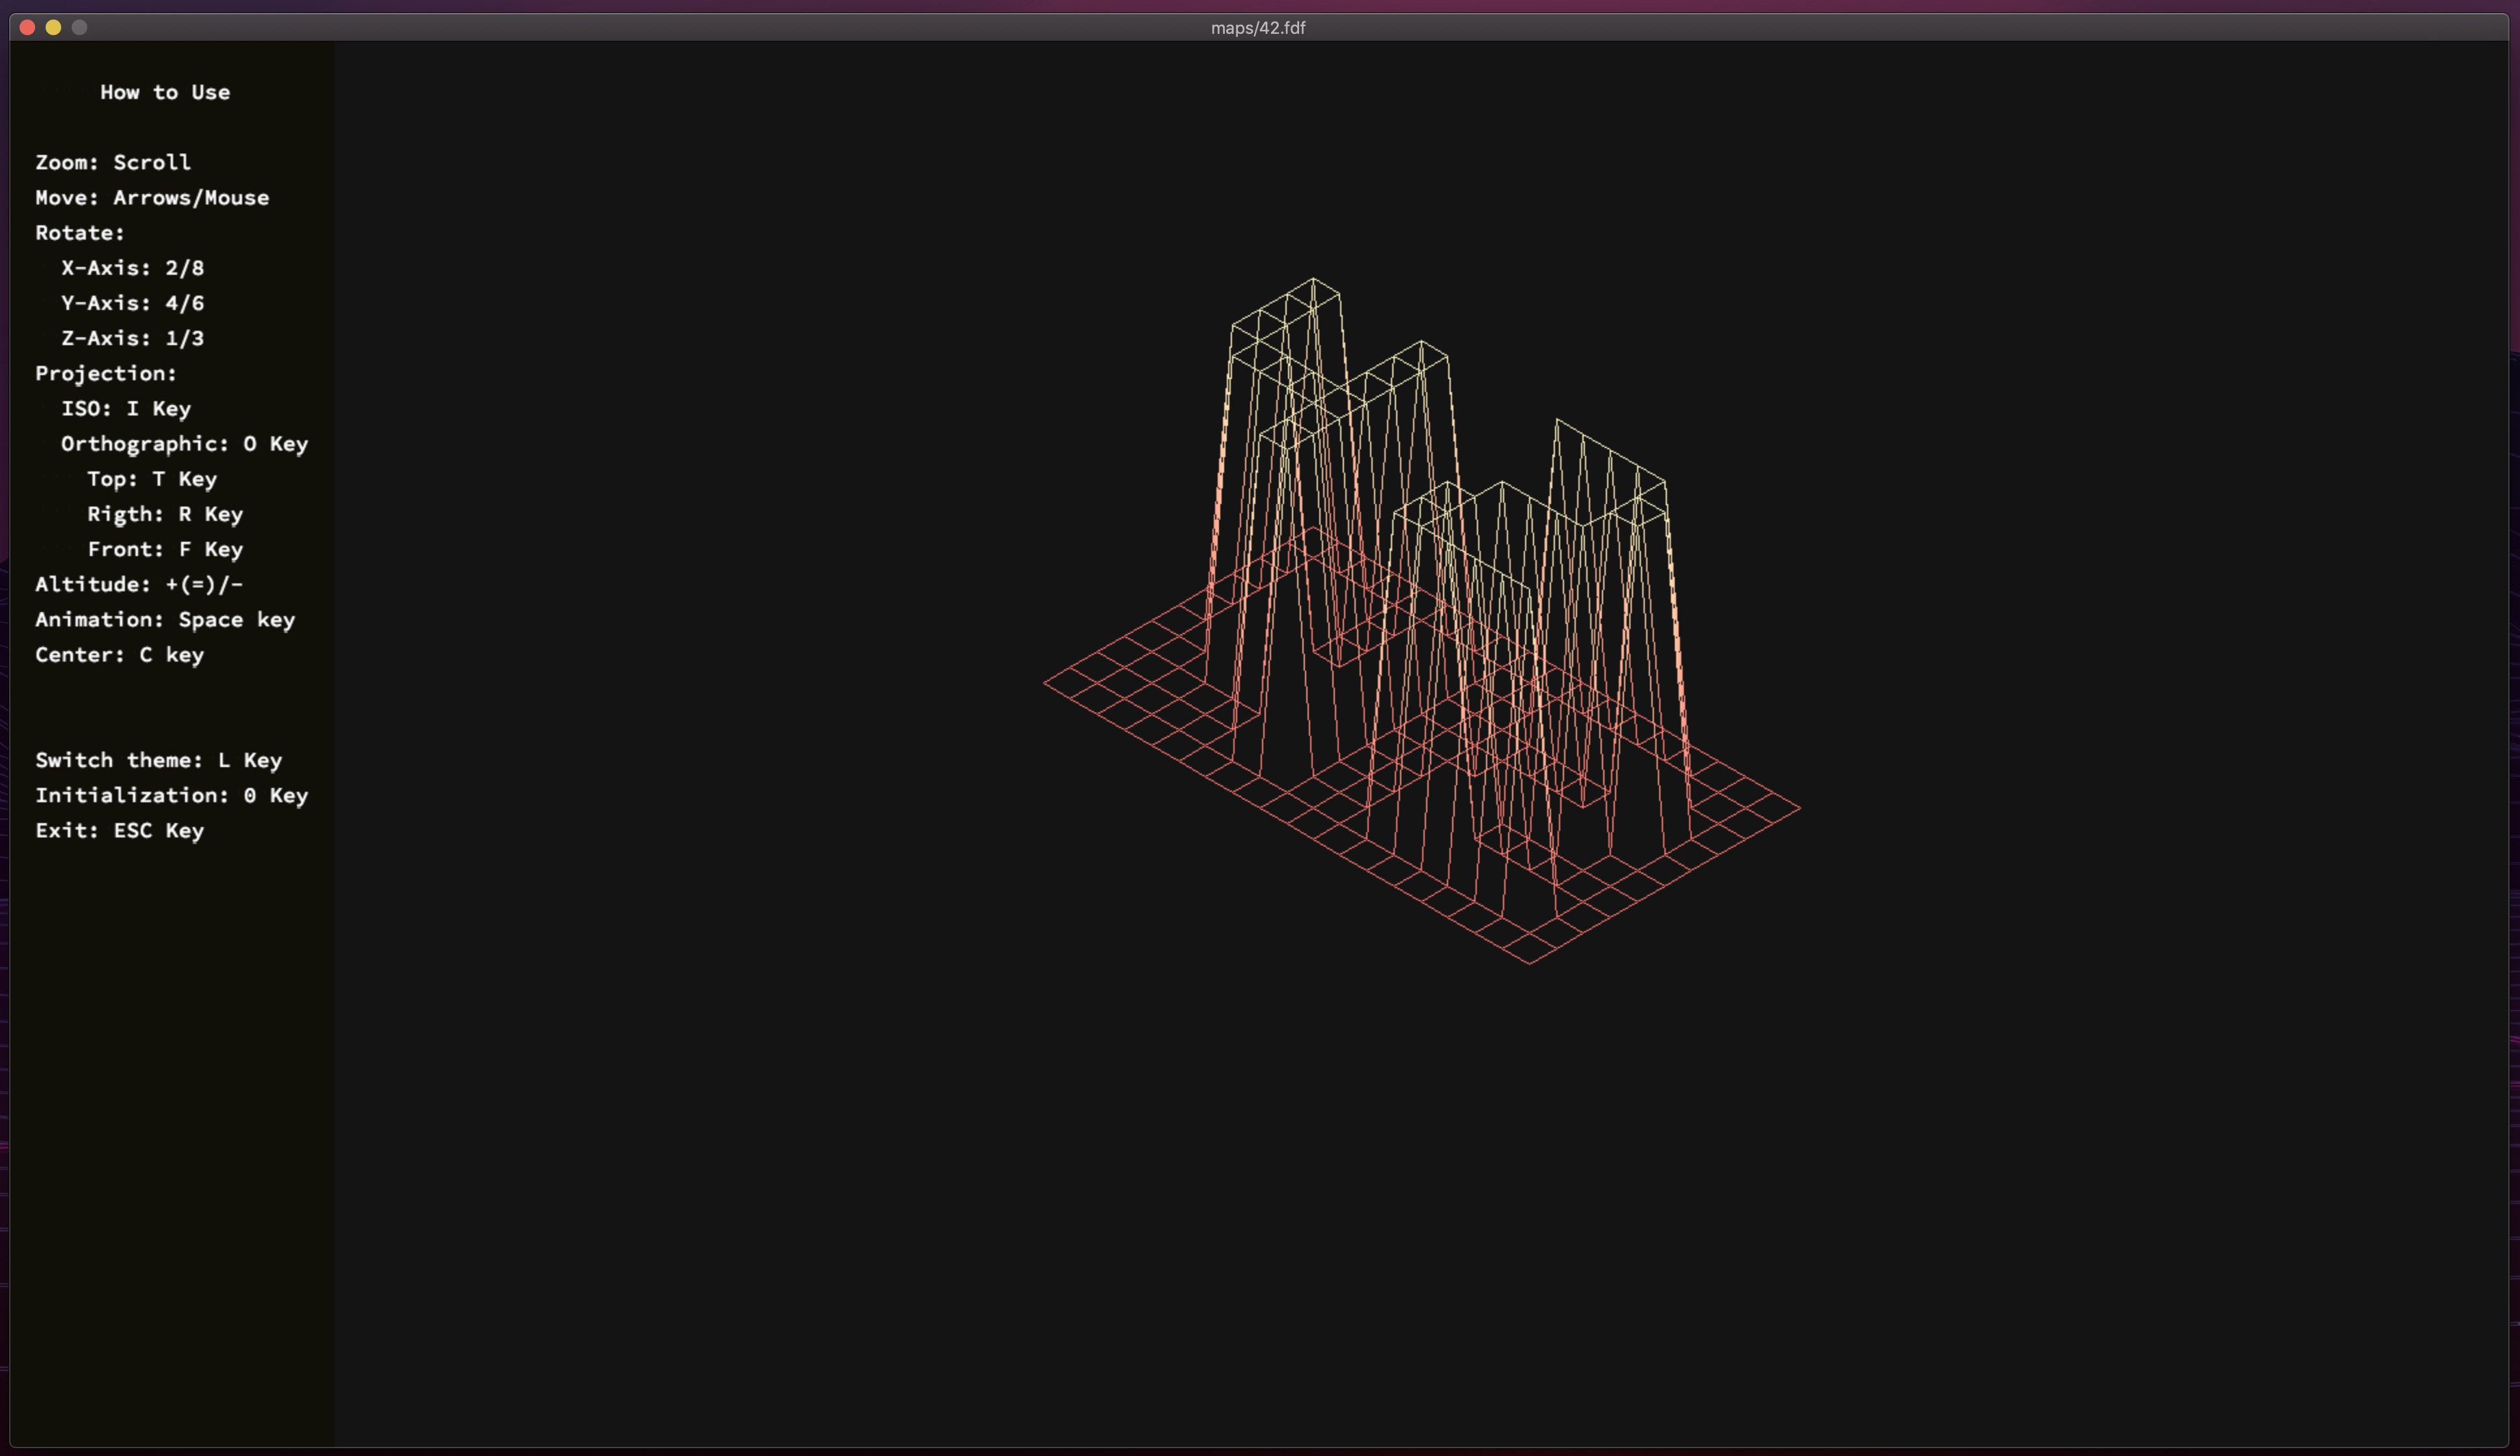 maps/42.fdf
How to Use
Zoom: Scroll
Move: Arrows/Mouse
Rotate:
X-Axis: 2/8
Y-Axis: 4/6
Z-Axis: 1/3
Projection:
ISO: I Key
Orthographic: O Key
Top: T Key
Rigth: R Key
Front: F Key
Altitude: +(=)/-
Animation: Space key
Center: C key
Switch theme: L Key
Initialization: 0 Key
Exit: ESC Key